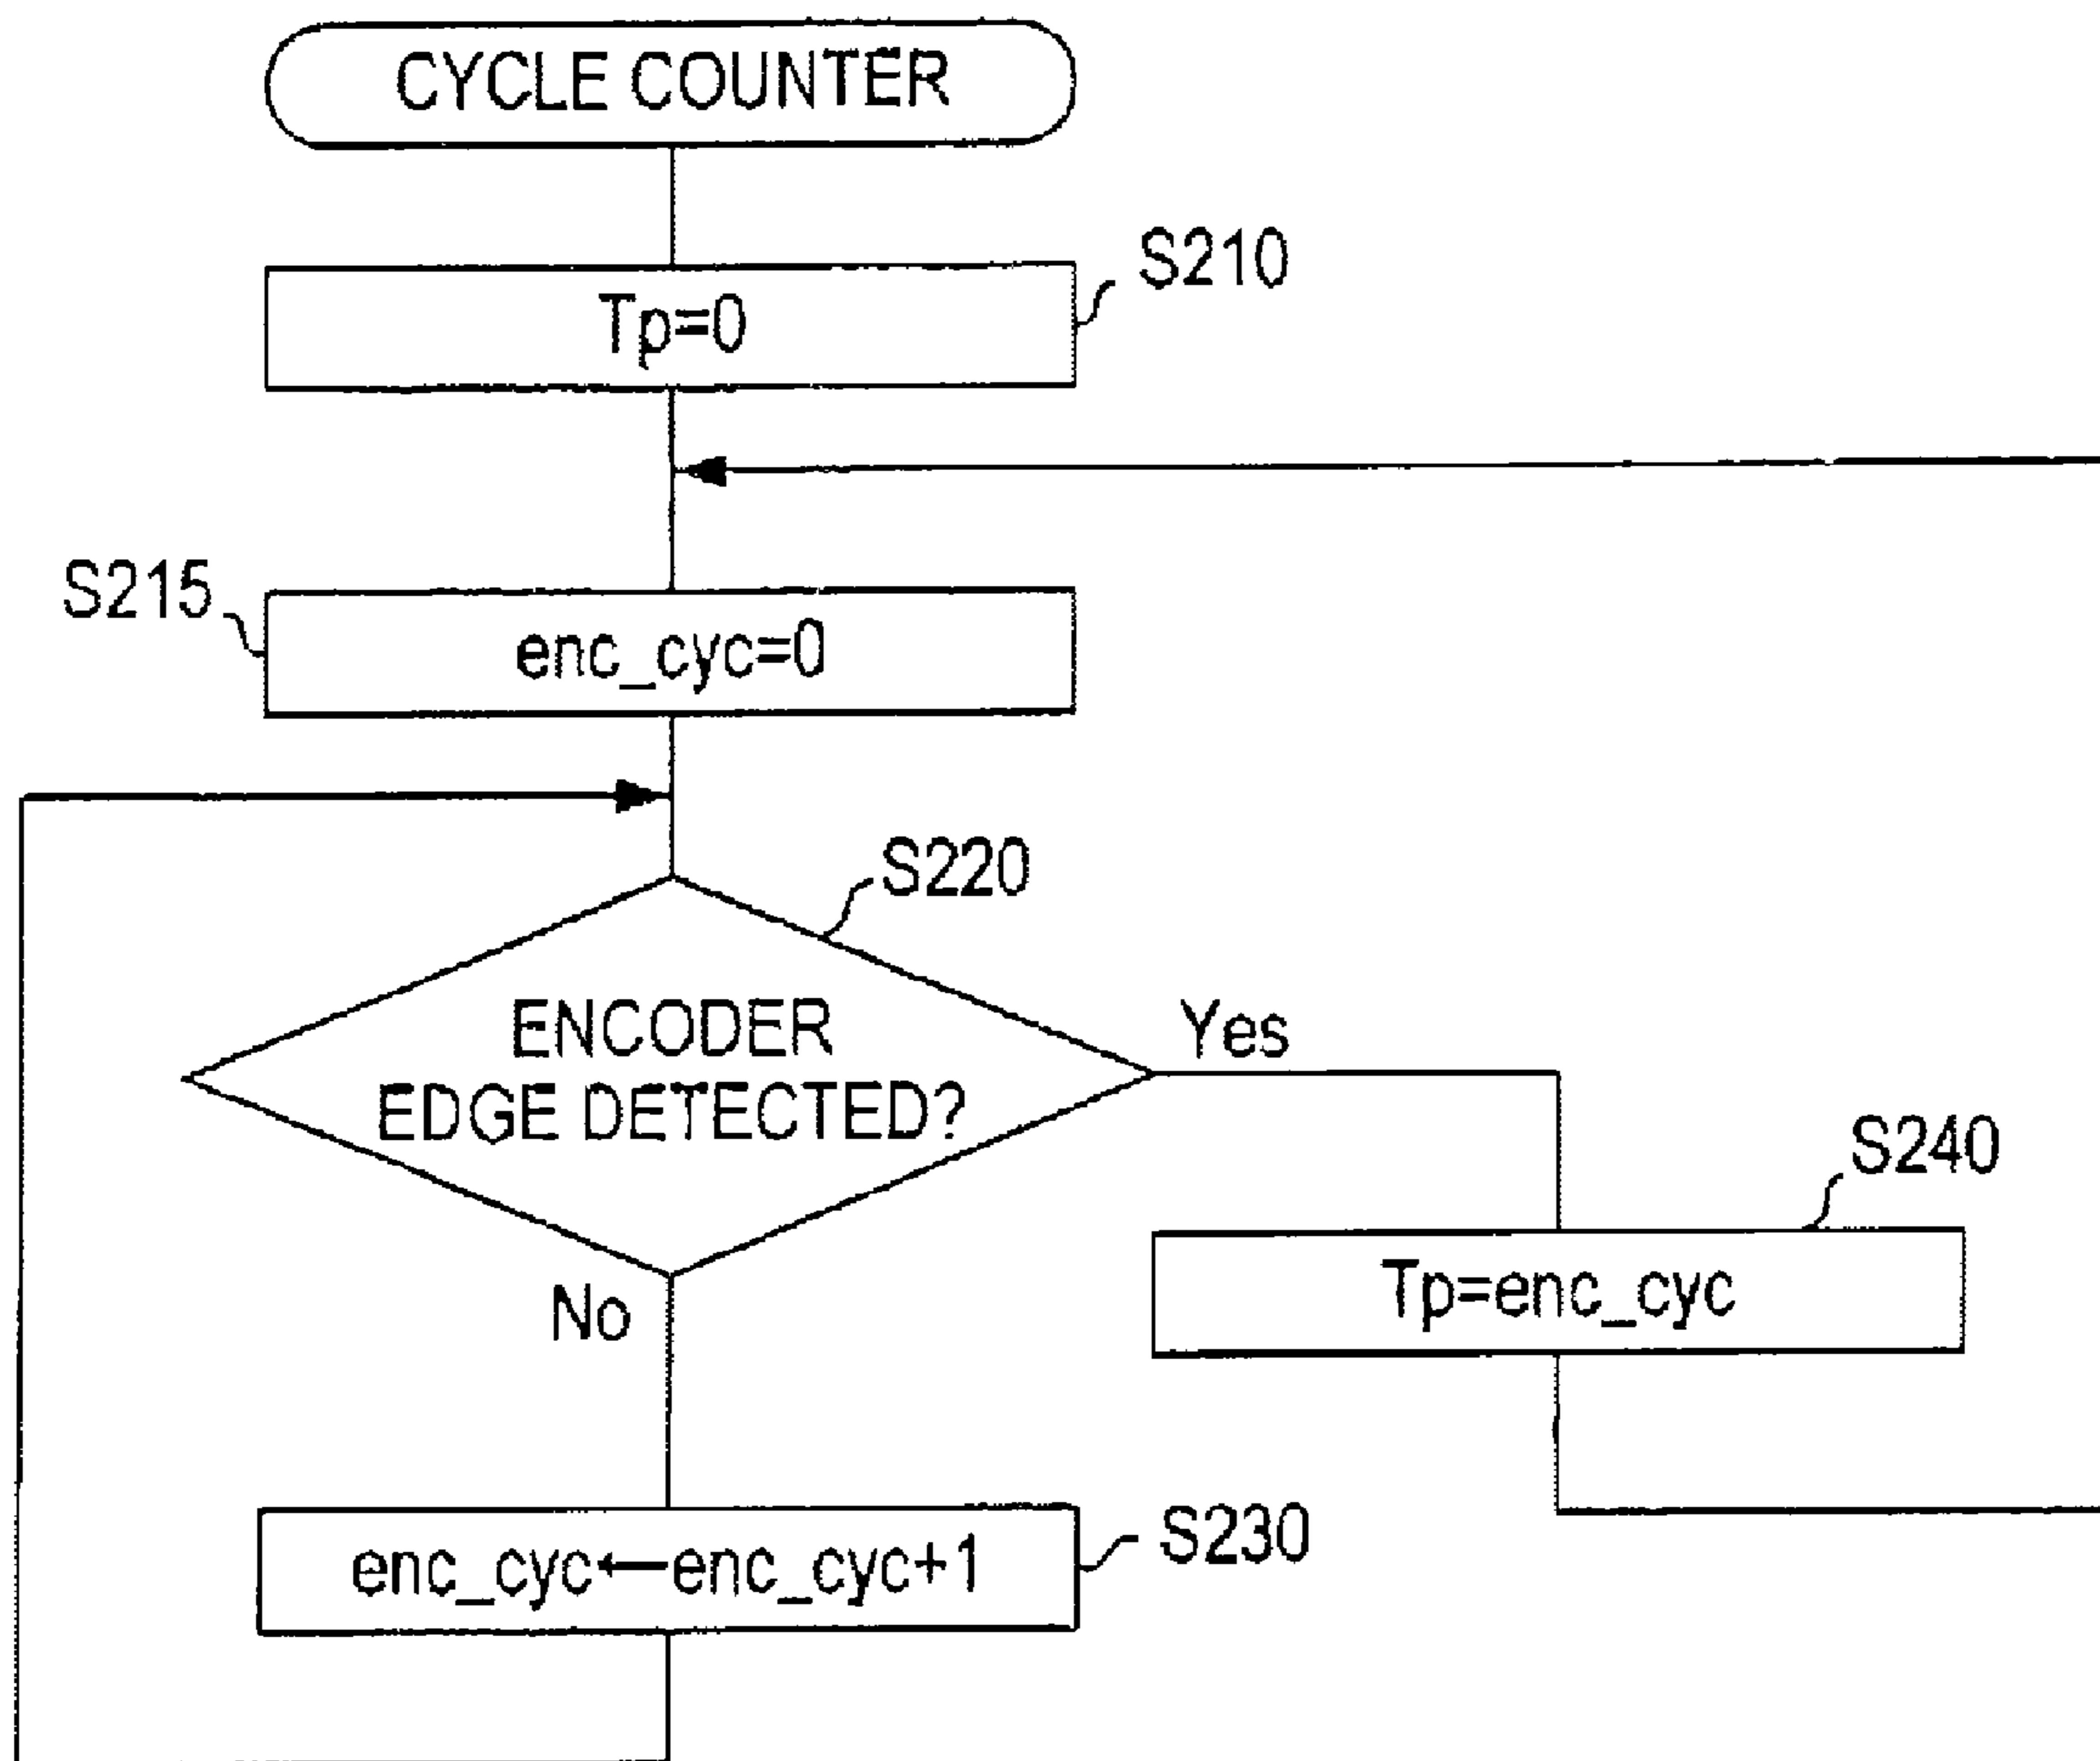 CYCLE COUNTER
S210
Tp=0
S215
enc_cyc=0
S220
ENCODER
EDGE DETECTED?
Yes
S240
Tp=enc_cyc
No
S230
enc_cyc←enc_cyc+1